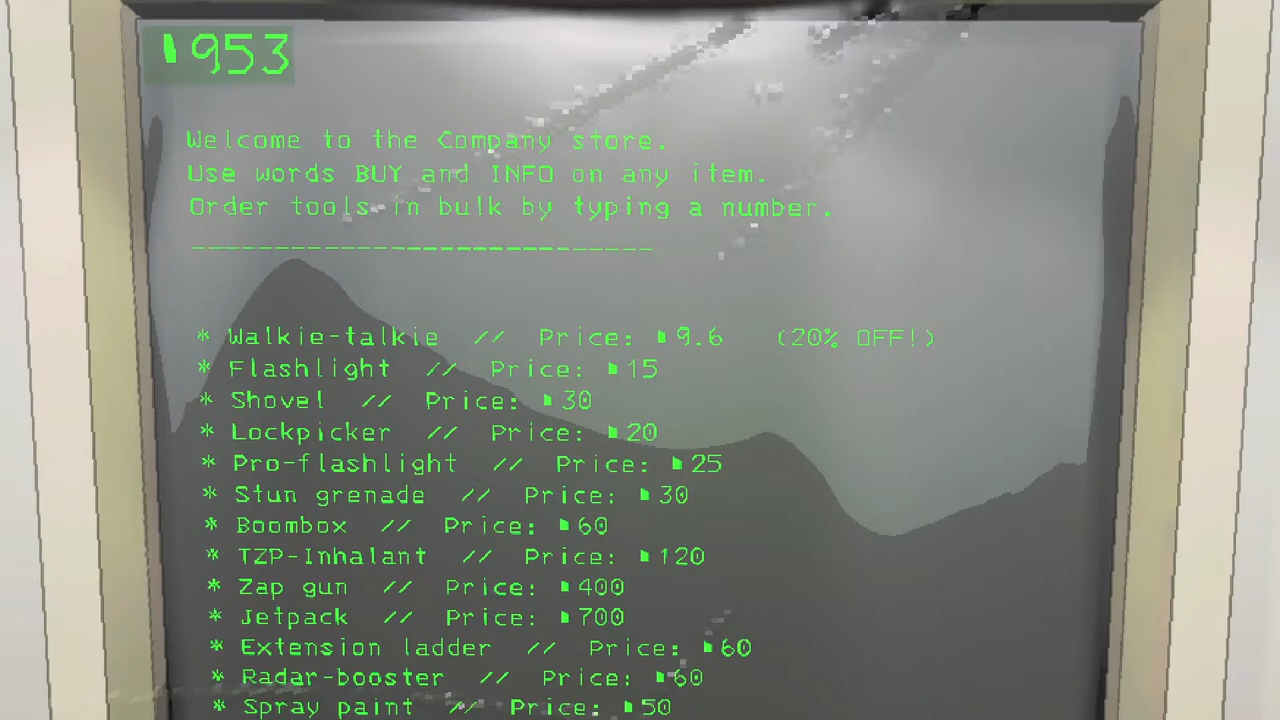 953
Welcome to the Company store.
Use words BUY and INFO on any item.
Order tools in bulk by typing a number.
----------------------------
* Walkie-talkie // Price: ▮9.6 (20% OFF!)
* Flashlight // Price: ▮15
* Shovel // Price: ▮30
* Lockpicker // Price: ▮20
* Pro-flashlight // Price: ▮25
* Stun grenade // Price: ▮30
* Boombox // Price: ▮60
* TZP-Inhalant // Price: ▮120
* Zap gun // Price: ▮400
* Jetpack // Price: ▮700
* Extension ladder // Price: ▮60
* Radar-booster // Price: ▮60
* Spray paint // Price: ▮50